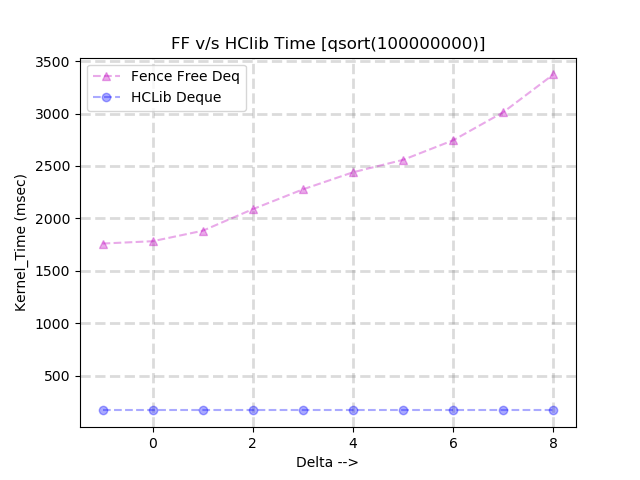 FF v/s HClib Time [qsort(100000000)]
Fence Free Deq
HCLib Deque
3500
3000
2500
2000
1500
1000
500
Kernel_Time (msec)
0 2 4 6 8
Delta -->